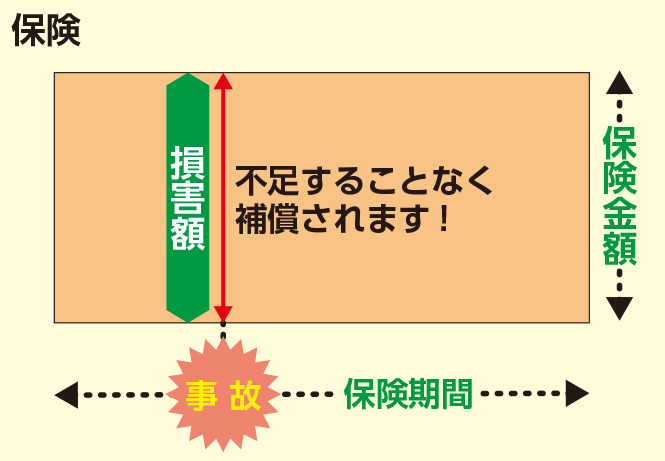 保険
損害額
不足することなく
補償されます！
保険金額
事故
保険期間